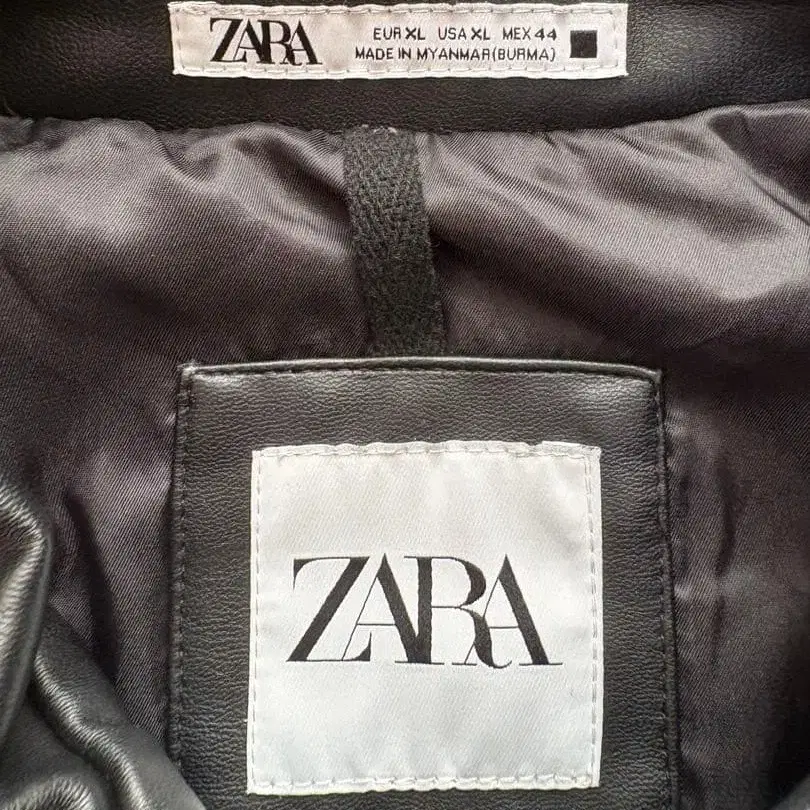 ZARA
EUR XL USA XL MEX 44
MADE IN MYANMAR(BURMA)
ZARA